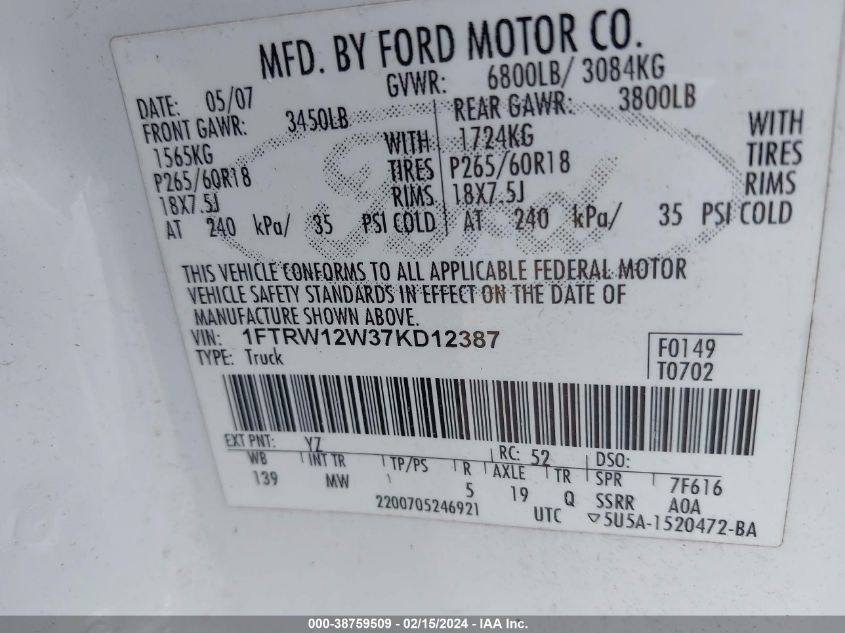 MFD. BY FORD MOTOR CO.
DATE: 05/07 GVWR: 6800LB/ 3084KG
FRONT GAWR: 3450LB REAR GAWR: 3800LB
1565KG WITH 1724KG WITH
P265/60R18 TIRES P265/60R18 TIRES
18X7.5J RIMS 18X7.5J RIMS
AT 240 kPa/ 35 PSI COLD AT 240 kPa/ 35 PSI COLD
Ford
THIS VEHICLE CONFORMS TO ALL APPLICABLE FEDERAL MOTOR
VEHICLE SAFETY STANDARDS IN EFFECT ON THE DATE OF
MANUFACTURE SHOWN ABOVE.
VIN: 1FTRW12W37KD12387
TYPE: Truck
F0149
T0702
EXT PNT: YZ RC: 52 DSO:
WB INT TR TP/PS R AXLE TR SPR 7F616
139 MW 5 19 Q SSRR A0A
2200705246921 UTC ▽5U5A-1520472-BA
000-38759509 - 02/15/2024 - IAA Inc.